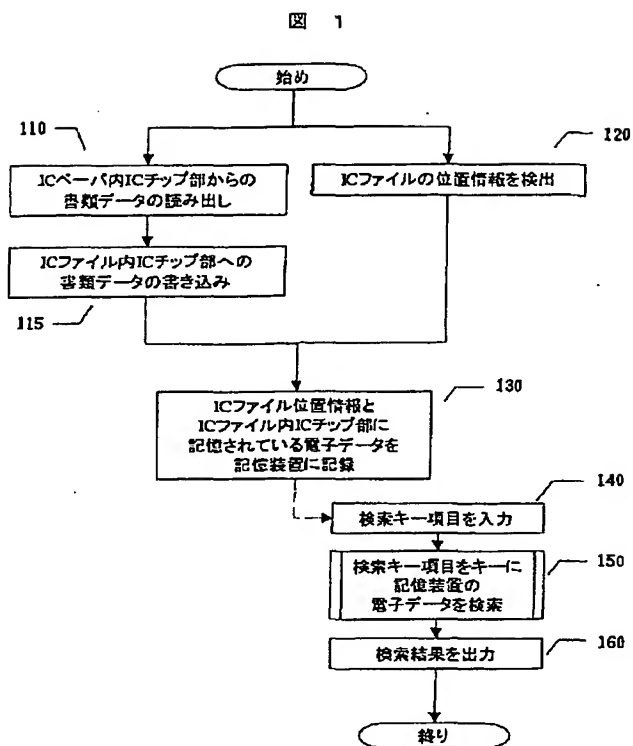 図 1
始め
110
120
ICペーパ内ICチップ部からの
書類データの読み出し
ICファイルの位置情報を検出
ICファイル内ICチップ部への
書類データの書き込み
115
130
ICファイル位置情報と
ICファイル内ICチップ部に
記憶されている電子データを
記憶装置に記録
140
検索キー項目を入力
検索キー項目をキーに
記憶装置の
電子データを検索
150
検索結果を出力
160
終り